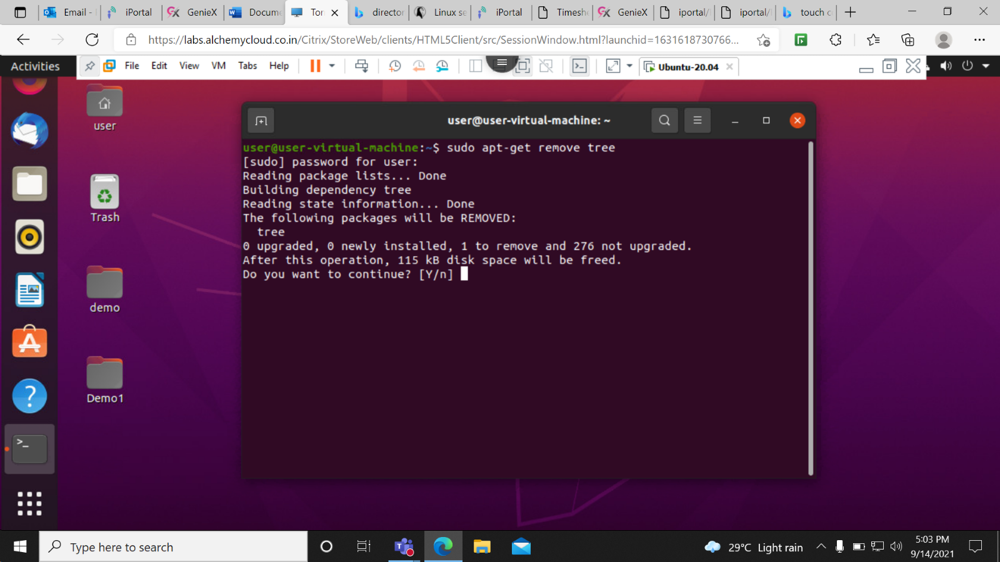 Email -
iPortal
GenieX
Docume
Ton
director
Linux se
iPortal
Timeshe
GenieX
iportal/
iportal/
touch c
https://labs.alchemycloud.co.in/Citrix/StoreWeb/clients/HTML5Client/src/SessionWindow.html?launchid=1631618730766...
Activities
File Edit View VM Tabs Help
Ubuntu-20.04
user
Trash
demo
Demo1
user@user-virtual-machine: ~
user@user-virtual-machine:~$ sudo apt-get remove tree
[sudo] password for user:
Reading package lists... Done
Building dependency tree
Reading state information... Done
The following packages will be REMOVED:
  tree
0 upgraded, 0 newly installed, 1 to remove and 276 not upgraded.
After this operation, 115 kB disk space will be freed.
Do you want to continue? [Y/n]
Type here to search
29°C Light rain
5:03 PM
9/14/2021